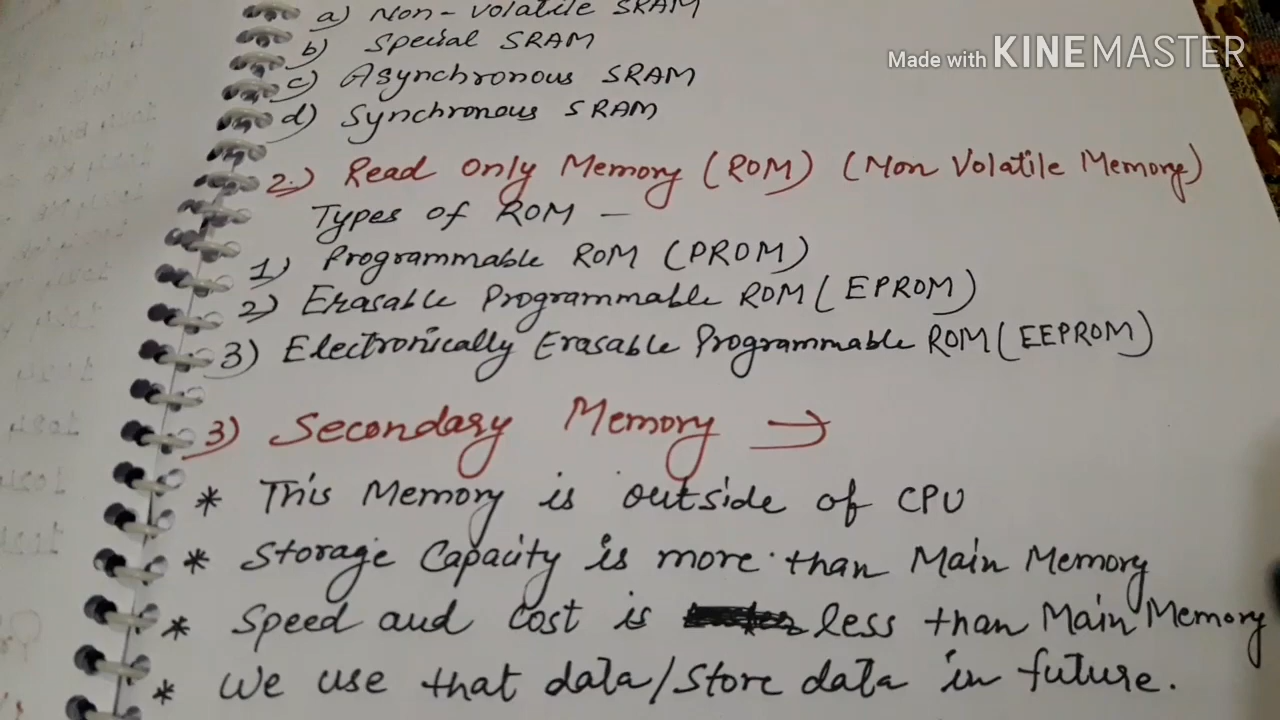 a) Non-Volatile SRAM
Made with KINEMASTER
b) Special SRAM
c) Asynchronous SRAM
d) Synchronous SRAM
2.) Read Only Memory (ROM) (Non Volatile Memory)
Types of ROM —
1) Programmable ROM (PROM)
2) Erasable Programmable ROM (EPROM)
3) Electronically Erasable Programmable ROM (EEPROM)
3) Secondary Memory →
* This Memory is outside of CPU
* Storage Capacity is more than Main Memory
* Speed and Cost is less than Main Memory
* We use that data/Store data in future.